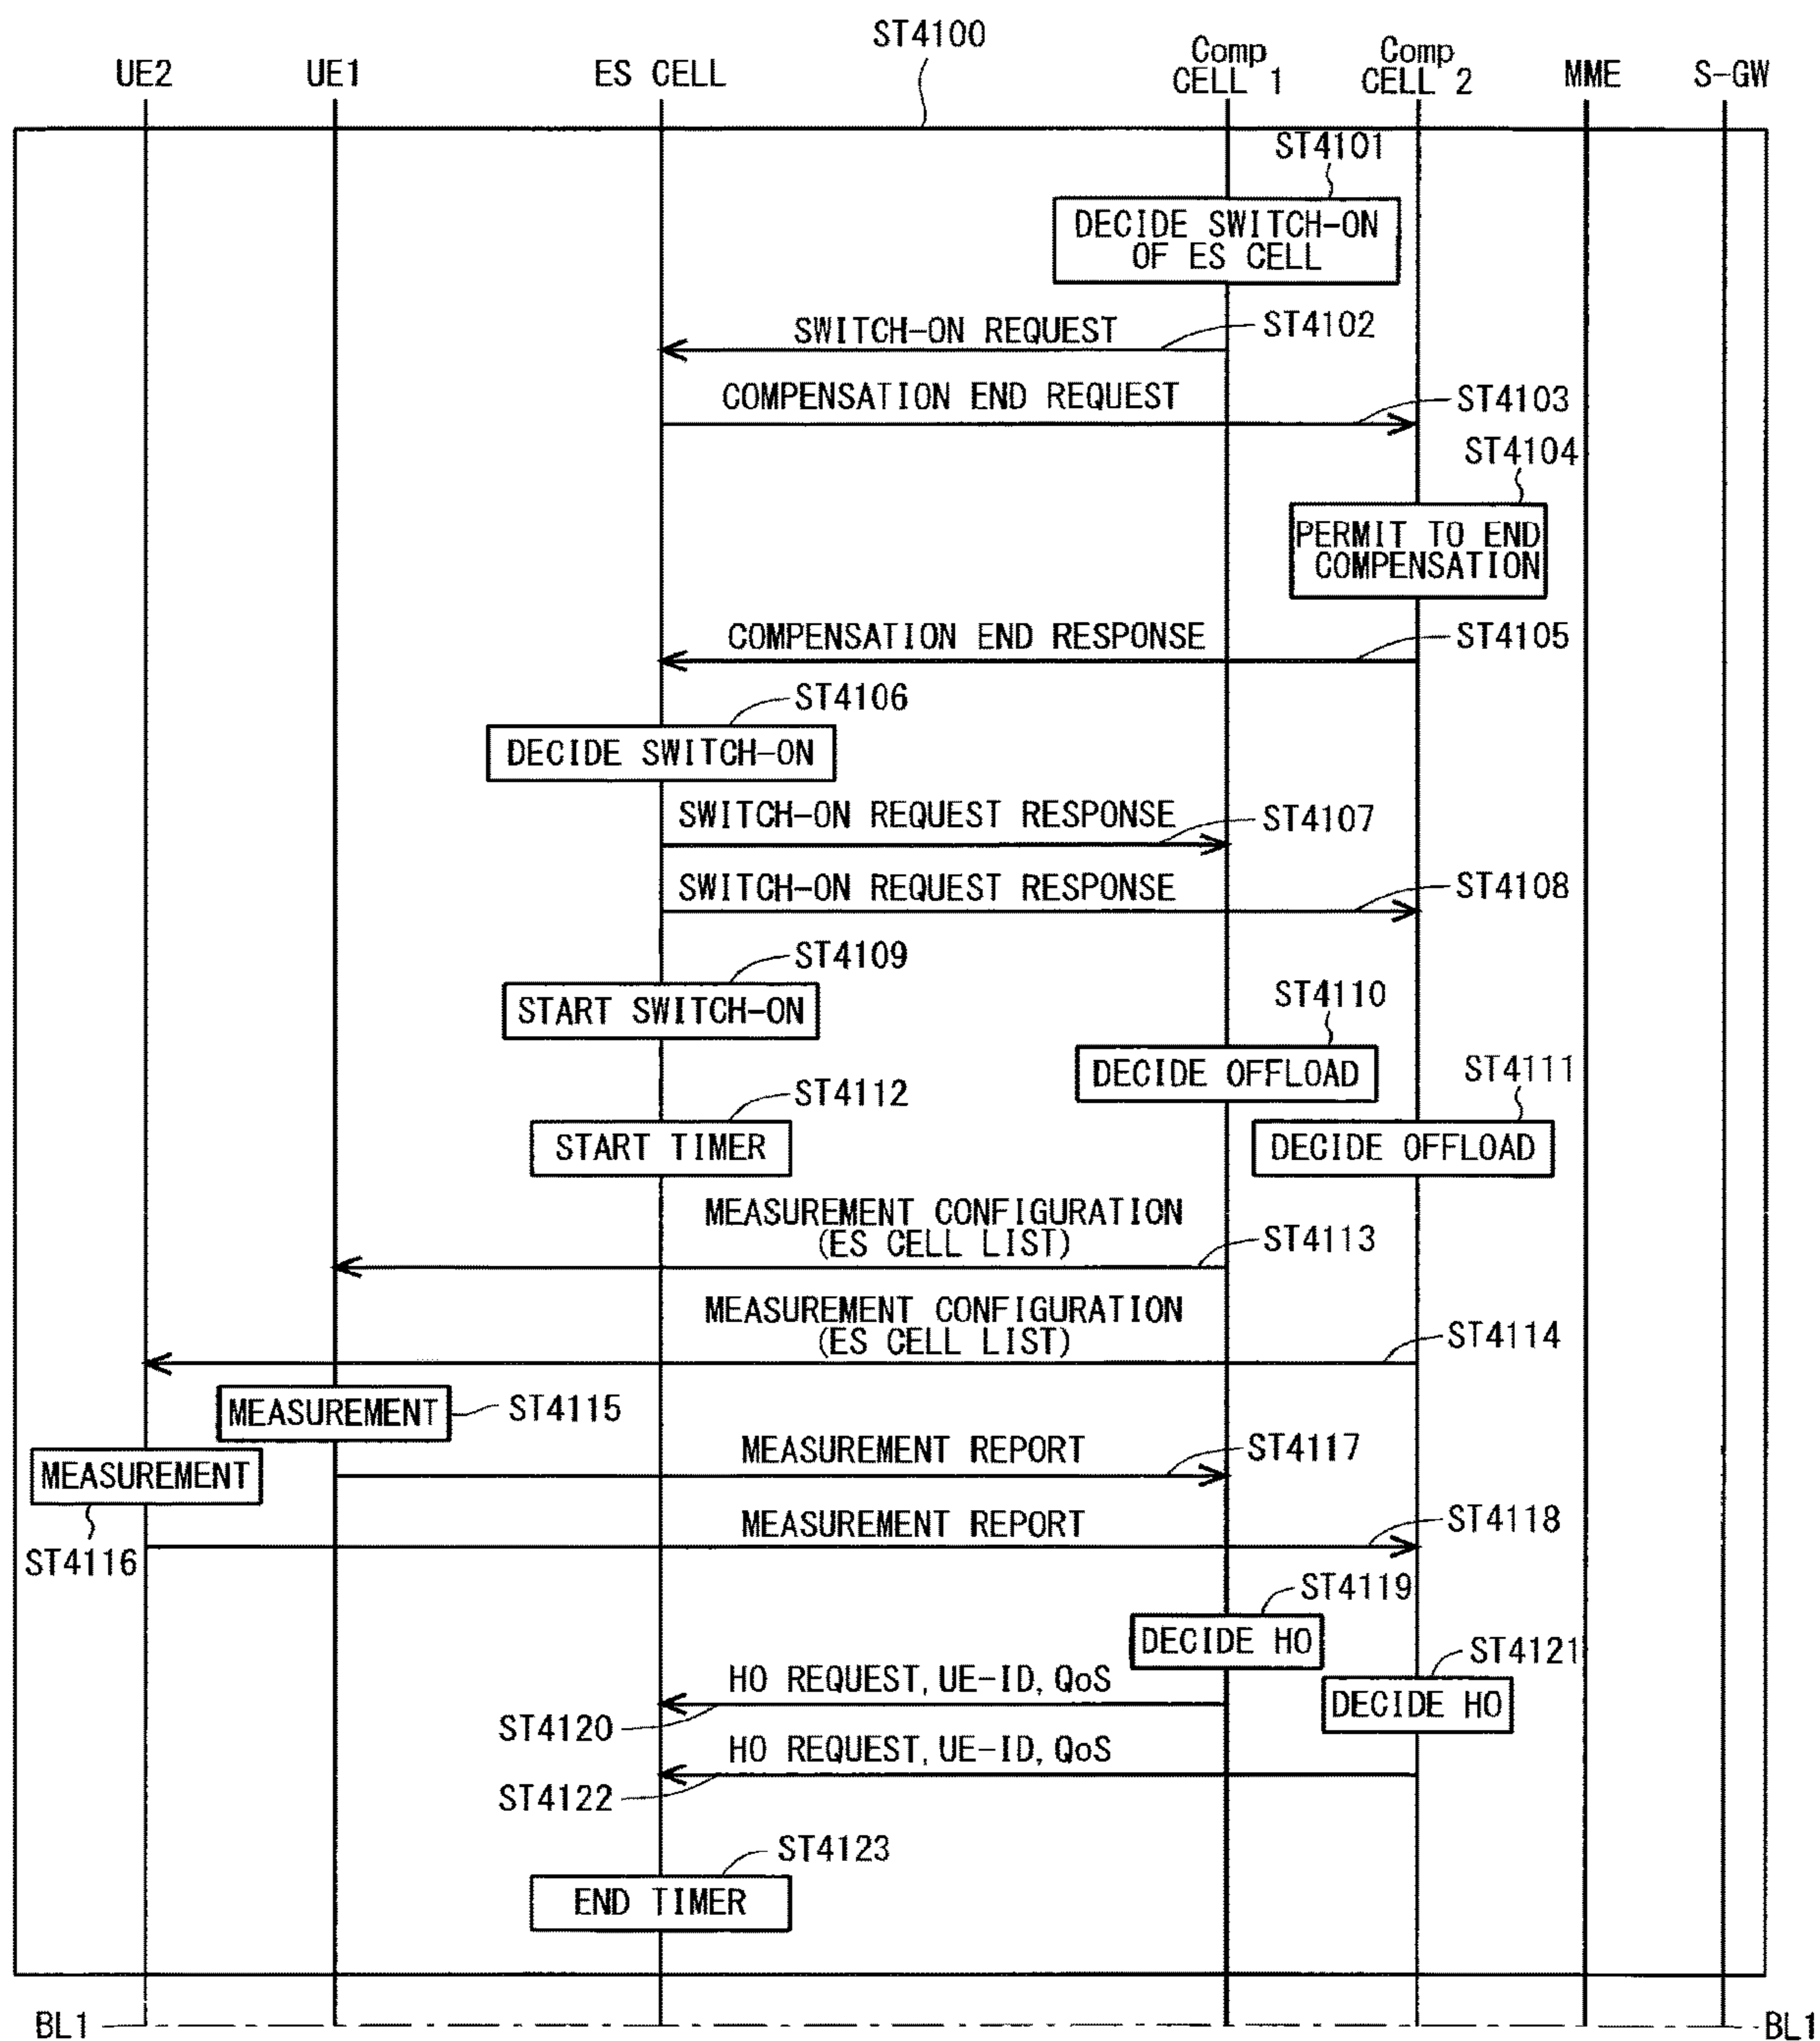 ST4100
UE2
UE1
ES CELL
Comp
CELL 1
Comp
CELL 2
MME
S-GW
ST4101
DECIDE SWITCH-ON
OF ES CELL
SWITCH-ON REQUEST
ST4102
COMPENSATION END REQUEST
ST4103
ST4104
PERMIT TO END
COMPENSATION
COMPENSATION END RESPONSE
ST4105
ST4106
DECIDE SWITCH-ON
SWITCH-ON REQUEST RESPONSE
ST4107
SWITCH-ON REQUEST RESPONSE
ST4108
ST4109
START SWITCH-ON
ST4110
DECIDE OFFLOAD
ST4111
DECIDE OFFLOAD
ST4112
START TIMER
MEASUREMENT CONFIGURATION
(ES CELL LIST)
ST4113
MEASUREMENT CONFIGURATION
(ES CELL LIST)
ST4114
MEASUREMENT
ST4115
MEASUREMENT
ST4116
MEASUREMENT REPORT
ST4117
MEASUREMENT REPORT
ST4118
ST4119
DECIDE HO
HO REQUEST, UE-ID, QoS
ST4120
ST4121
DECIDE HO
HO REQUEST, UE-ID, QoS
ST4122
ST4123
END TIMER
BL1
BL1